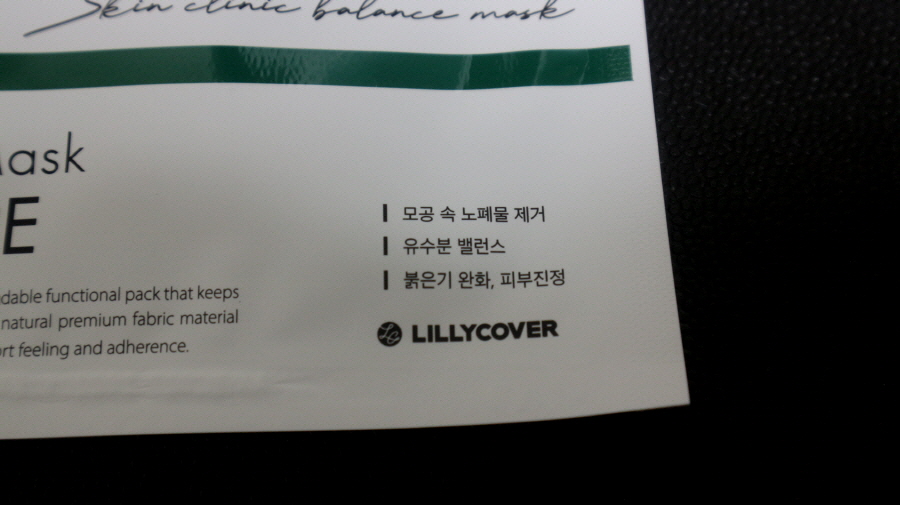 Skin clinic balance mask
ask
E
dable functional pack that keeps
natural premium fabric material
rt feeling and adherence.
모공 속 노폐물 제거
유수분 밸런스
붉은기 완화, 피부진정
LILLYCOVER